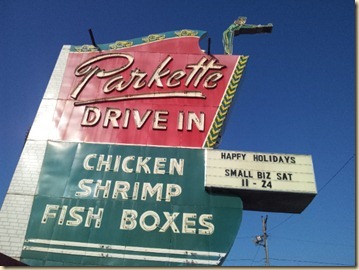 Parkette
DRIVE IN
CHICKEN
SHRIMP
FISH BOXES
HAPPY HOLIDAYS
SMALL BIZ SAT
11 - 24